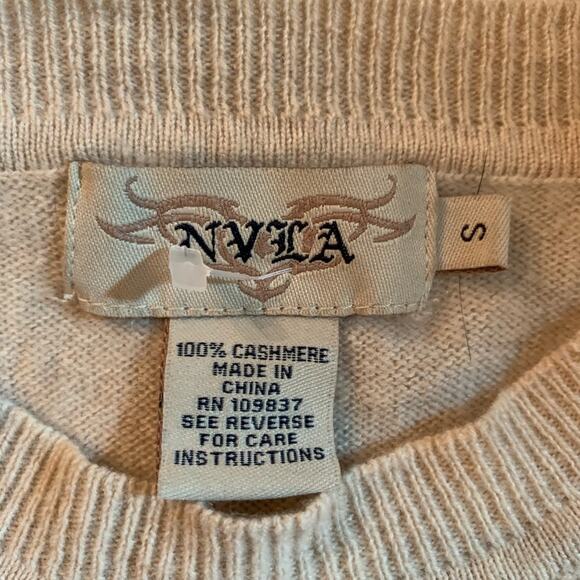 NVLA
S
100% CASHMERE
MADE IN
CHINA
RN 109837
SEE REVERSE
FOR CARE
INSTRUCTIONS